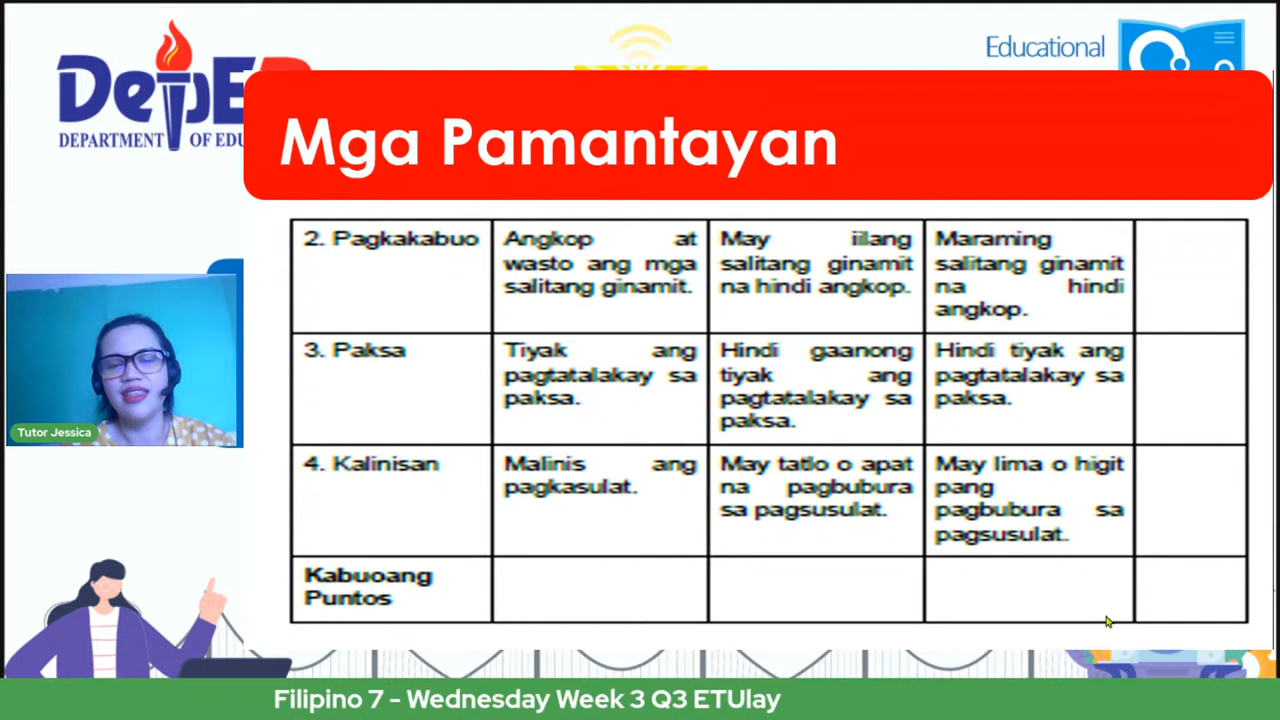 DepE
DEPARTMENT OF EDU
Educational
Mga Pamantayan
2. Pagkakabuo
Angkop at
wasto ang mga
salitang ginamit.
May iilang
salitang ginamit
na hindi angkop.
Maraming
salitang ginamit
na hindi
angkop.
3. Paksa
Tiyak ang
pagtatalakay sa
paksa.
Hindi gaanong
tiyak ang
pagtatalakay sa
paksa.
Hindi tiyak ang
pagtatalakay sa
paksa.
4. Kalinisan
Malinis ang
pagkasulat.
May tatlo o apat
na pagbubura
sa pagsusulat.
May lima o higit
pang
pagbubura sa
pagsusulat.
Kabuoang
Puntos
Tutor Jessica
Filipino 7 - Wednesday Week 3 Q3 ETUlay